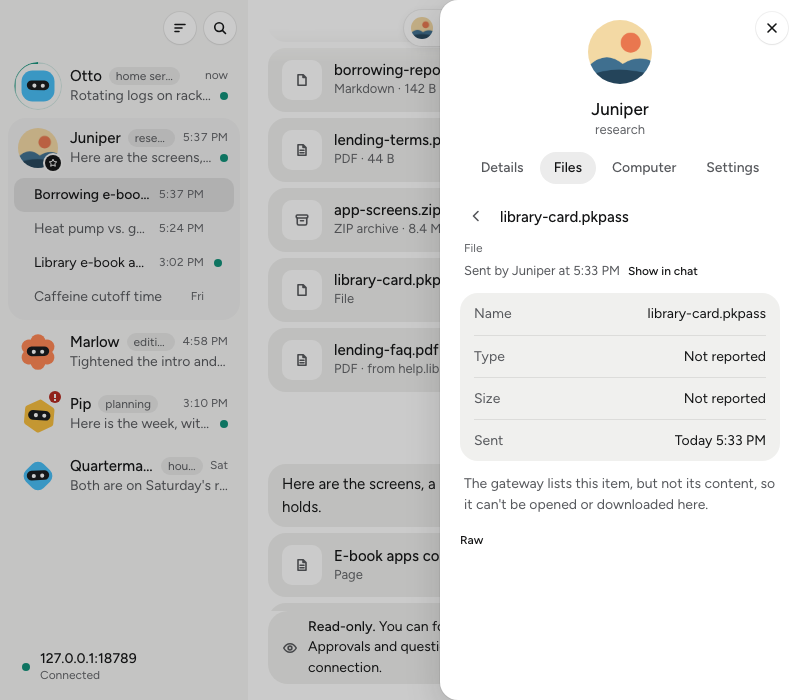 Otto home ser... now
Rotating logs on rack...
Juniper rese... 5:37 PM
Here are the screens,...
Borrowing e-boo... 5:37 PM
Heat pump vs. g... 5:24 PM
Library e-book a... 3:02 PM
Caffeine cutoff time Fri
Marlow editi... 4:58 PM
Tightened the intro and...
Pip planning 3:10 PM
Here is the week, wit...
Quarterma... hou... Sat
Both are on Saturday's r...
127.0.0.1:18789
Connected
borrowing-repo
Markdown · 142 B
lending-terms.p
PDF · 44 B
app-screens.zip
ZIP archive · 8.4
library-card.pkp
File
lending-faq.pdf
PDF · from help.lib
Here are the screens, a
holds.
E-book apps co
Page
Read-only. You can fo
Approvals and questi
connection.
Juniper
research
Details Files Computer Settings
library-card.pkpass
File
Sent by Juniper at 5:33 PM Show in chat
Name library-card.pkpass
Type Not reported
Size Not reported
Sent Today 5:33 PM
The gateway lists this item, but not its content, so
it can't be opened or downloaded here.
Raw